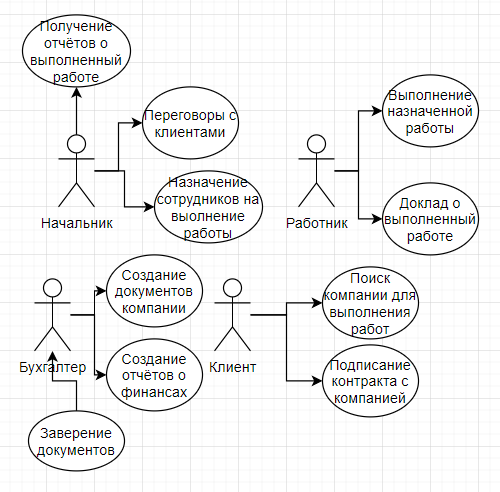 Получение
отчётов о
выполненный
работе
Переговоры с
клиентами
Назначение
сотрудников на
выолнение
работы
Начальник
Выполнение
назначенной
работы
Доклад о
выполненный
работе
Работник
Создание
документов
компании
Создание
отчётов о
финансах
Бухгалтер
Заверение
документов
Поиск
компании для
выполнения
работ
Подписание
контракта с
компанией
Клиент